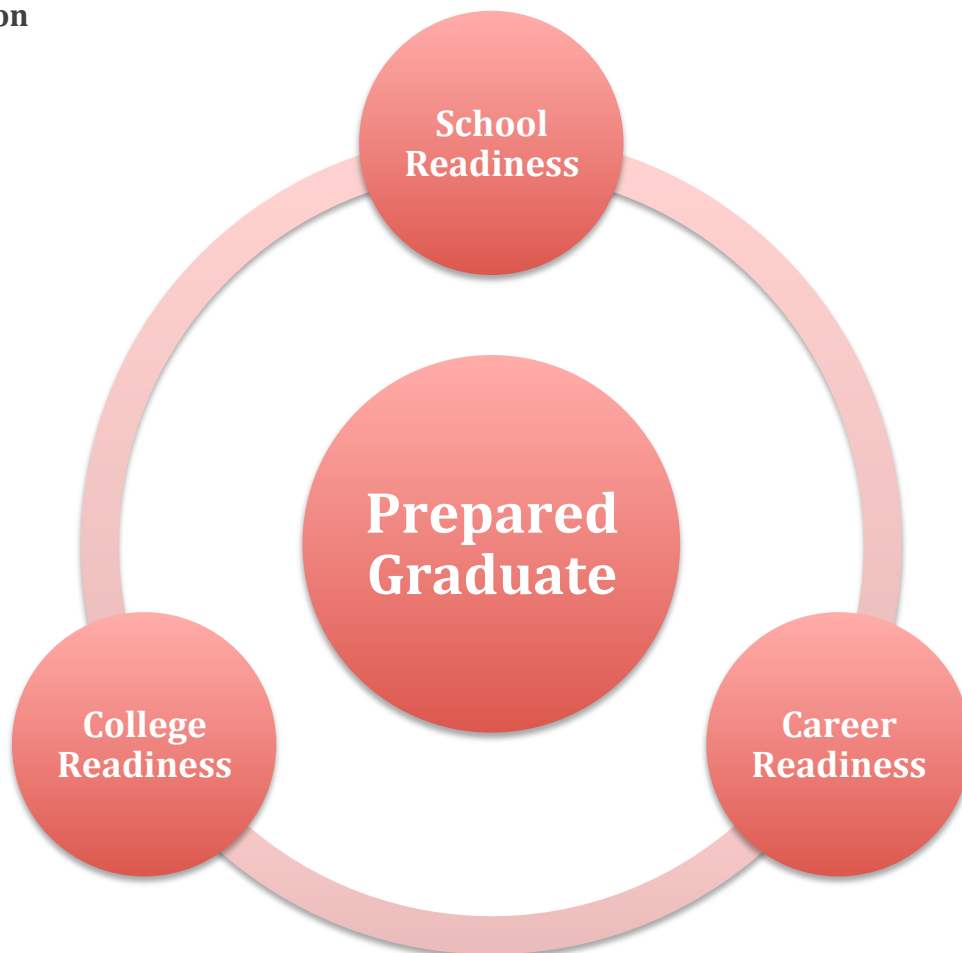 on
School
Readiness
Prepared
Graduate
College
Readiness
Career
Readiness